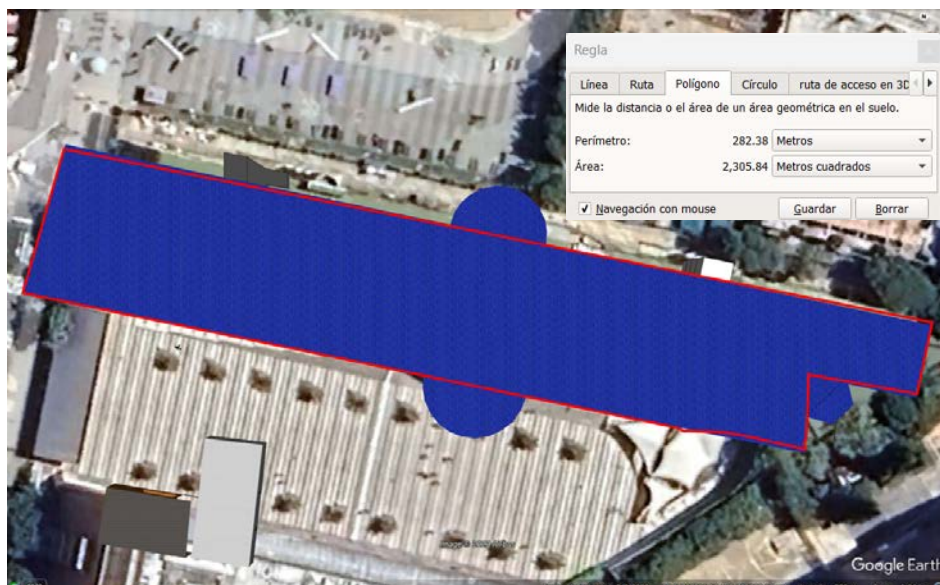 Regla
Línea Ruta Polígono Círculo ruta de acceso en 3D
Mide la distancia o el área de un área geométrica en el suelo.
Perímetro: 282.38 Metros
Área: 2,305.84 Metros cuadrados
Navegación con mouse Guardar Borrar
Google Earth